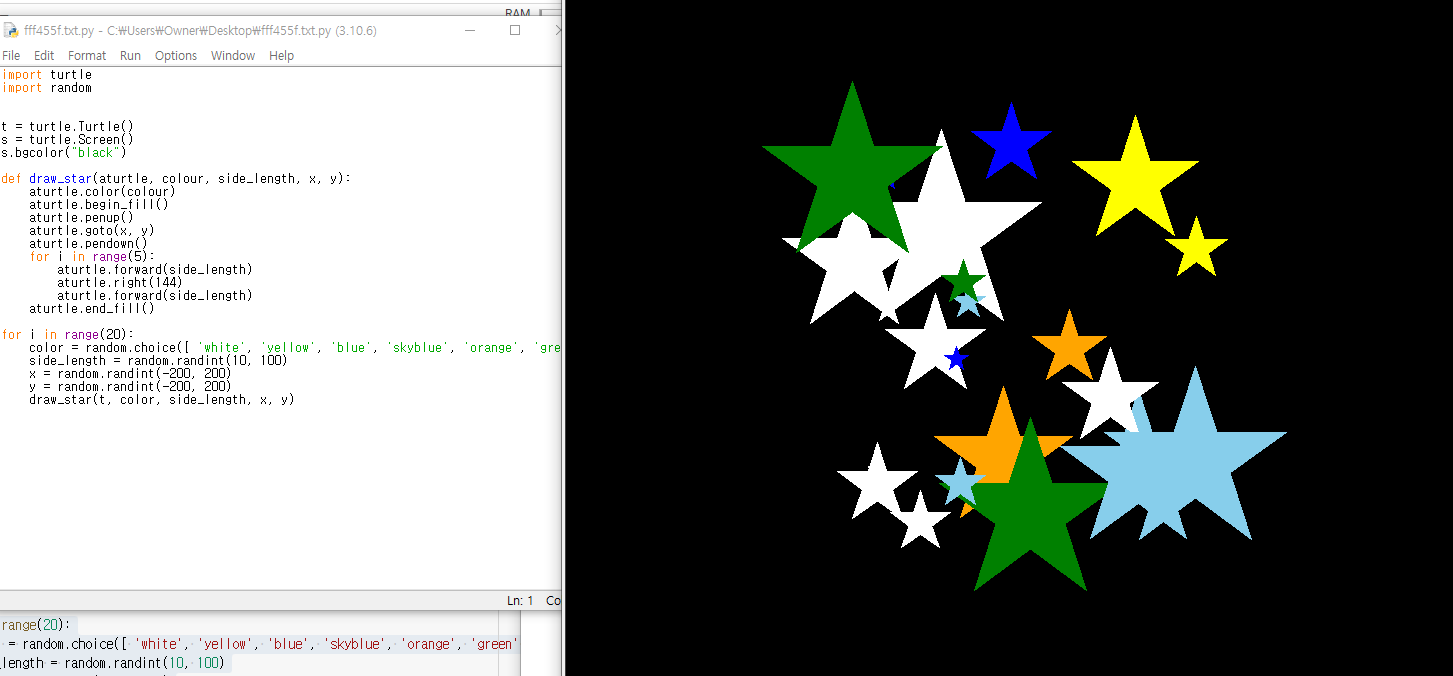 RAM
fff455f.txt.py - C:₩Users₩Owner₩Desktop₩fff455f.txt.py (3.10.6)
File Edit Format Run Options Window Help
import turtle
import random
t = turtle.Turtle()
s = turtle.Screen()
s.bgcolor("black")
def draw_star(aturtle, colour, side_length, x, y):
    aturtle.color(colour)
    aturtle.begin_fill()
    aturtle.penup()
    aturtle.goto(x, y)
    aturtle.pendown()
    for i in range(5):
        aturtle.forward(side_length)
        aturtle.right(144)
        aturtle.forward(side_length)
    aturtle.end_fill()
for i in range(20):
    color = random.choice([ 'white', 'yellow', 'blue', 'skyblue', 'orange', 'gre
    side_length = random.randint(10, 100)
    x = random.randint(-200, 200)
    y = random.randint(-200, 200)
    draw_star(t, color, side_length, x, y)
Ln: 1 Co
range(20):
= random.choice([ 'white', 'yellow', 'blue', 'skyblue', 'orange', 'green'
_length = random.randint(10, 100)